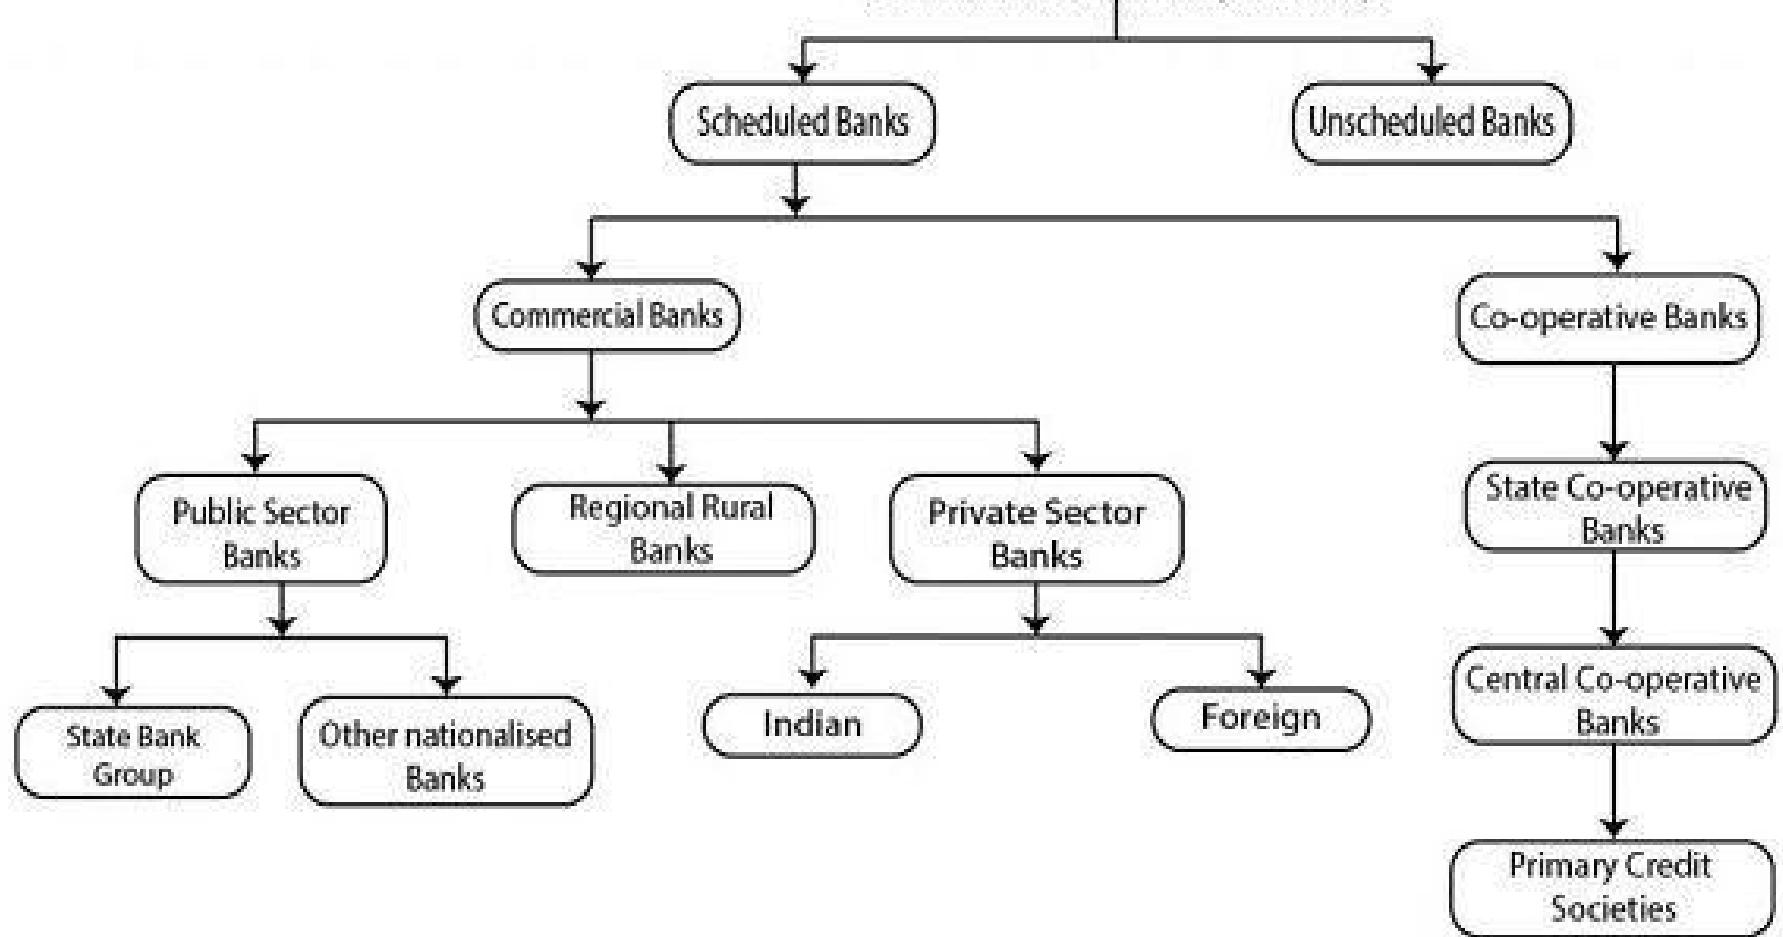 Scheduled Banks
Unscheduled Banks
Commercial Banks
Co-operative Banks
Public Sector
Banks
Regional Rural
Banks
Private Sector
Banks
State Co-operative
Banks
State Bank
Group
Other nationalised
Banks
Indian
Foreign
Central Co-operative
Banks
Primary Credit
Societies